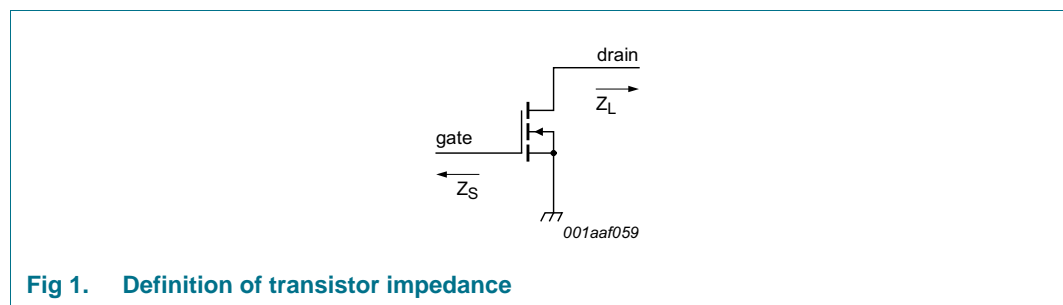 drain
Z_L
gate
Z_S
001aaf059
Fig 1. Definition of transistor impedance